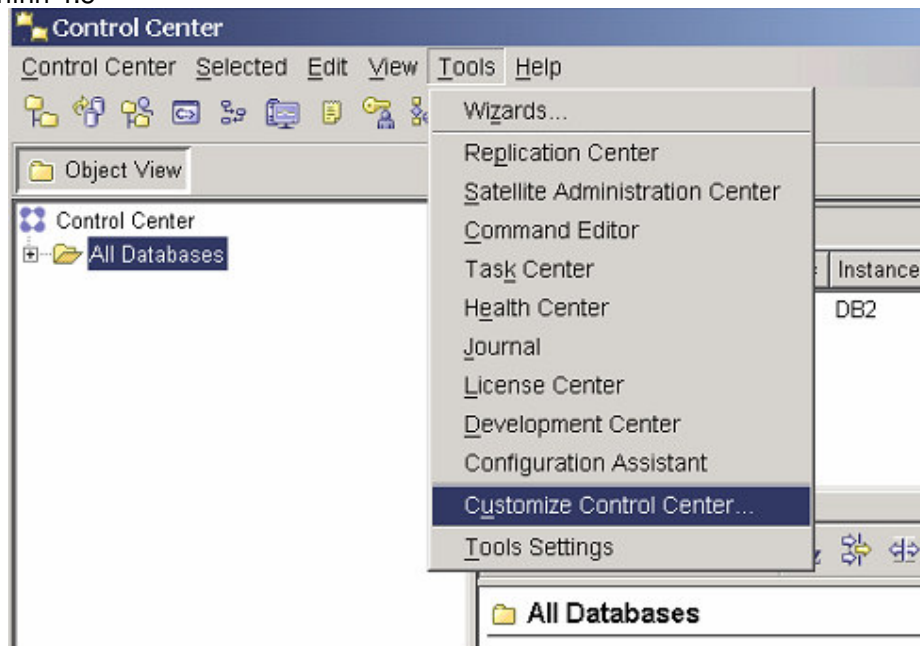 Control Center
Control Center Selected Edit View Tools Help
Wizards...
Object View
Replication Center
Satellite Administration Center
Control Center
Command Editor
All Databases
Task Center
Instance
Health Center
DB2
Journal
License Center
Development Center
Configuration Assistant
Customize Control Center...
Tools Settings
All Databases